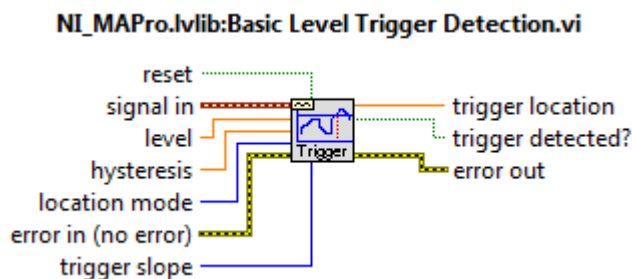 NI_MAPro.lvlib:Basic Level Trigger Detection.vi
reset
signal in
level
hysteresis
location mode
error in (no error)
trigger slope
Trigger
trigger location
trigger detected?
error out